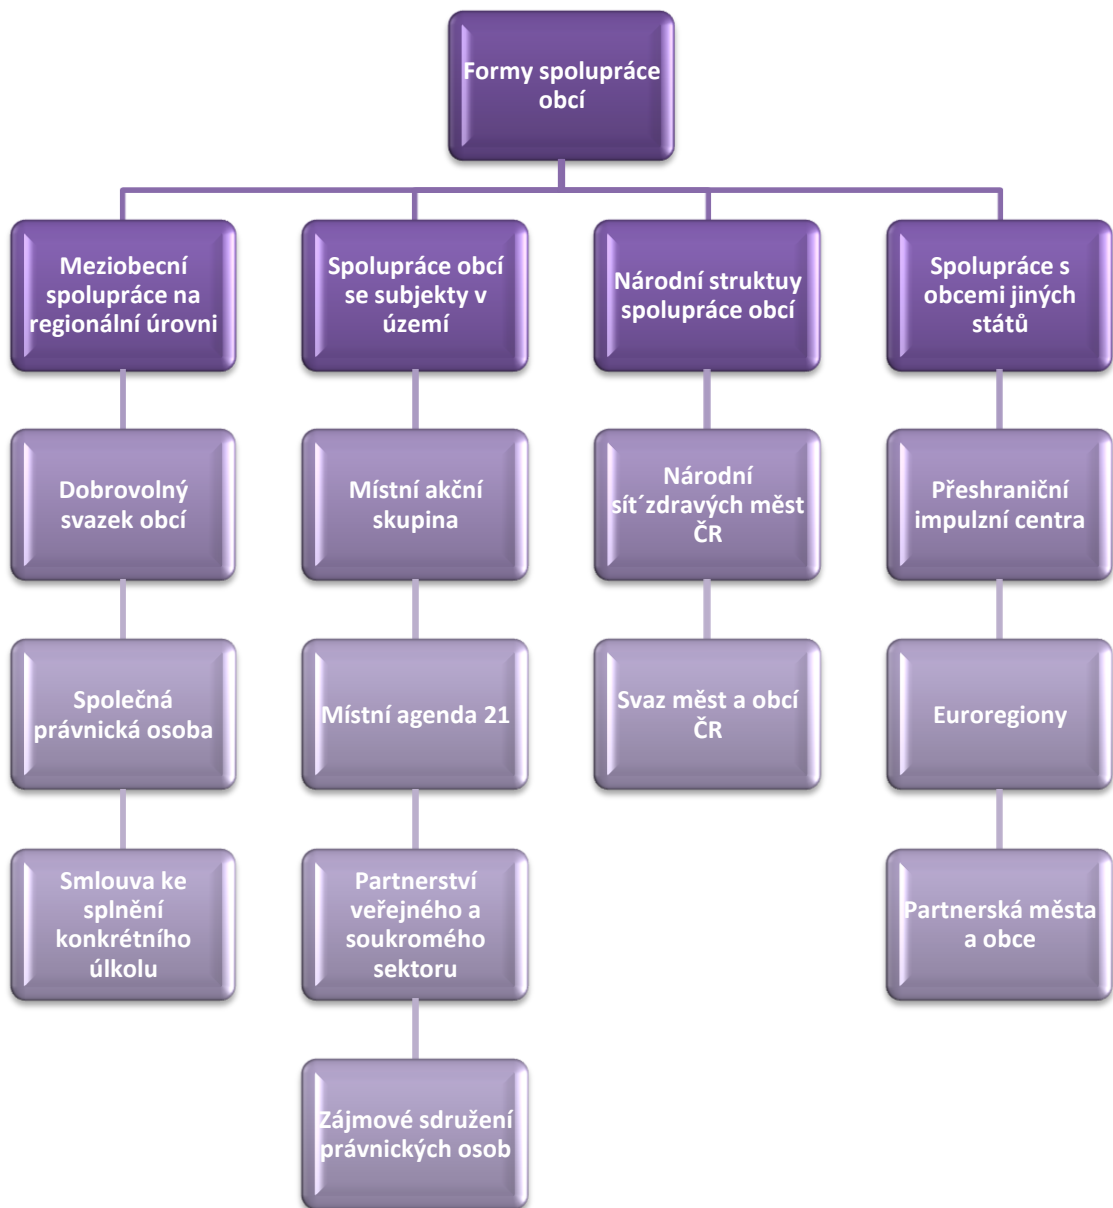 Formy spolupráce
obcí
Meziobecní
spolupráce na
regionální úrovni
Spolupráce obcí
se subjekty v
území
Národní struktuy
spolupráce obcí
Spolupráce s
obcemi jiných
států
Dobrovolný
svazek obcí
Místní akční
skupina
Národní
sít´zdravých měst
ČR
Přeshraniční
impulzní centra
Společná
právnická osoba
Místní agenda 21
Svaz měst a obcí
ČR
Euroregiony
Smlouva ke
splnění
konkrétního
úlkolu
Partnerství
veřejného a
soukromého
sektoru
Partnerská města
a obce
Zájmové sdružení
právnických osob